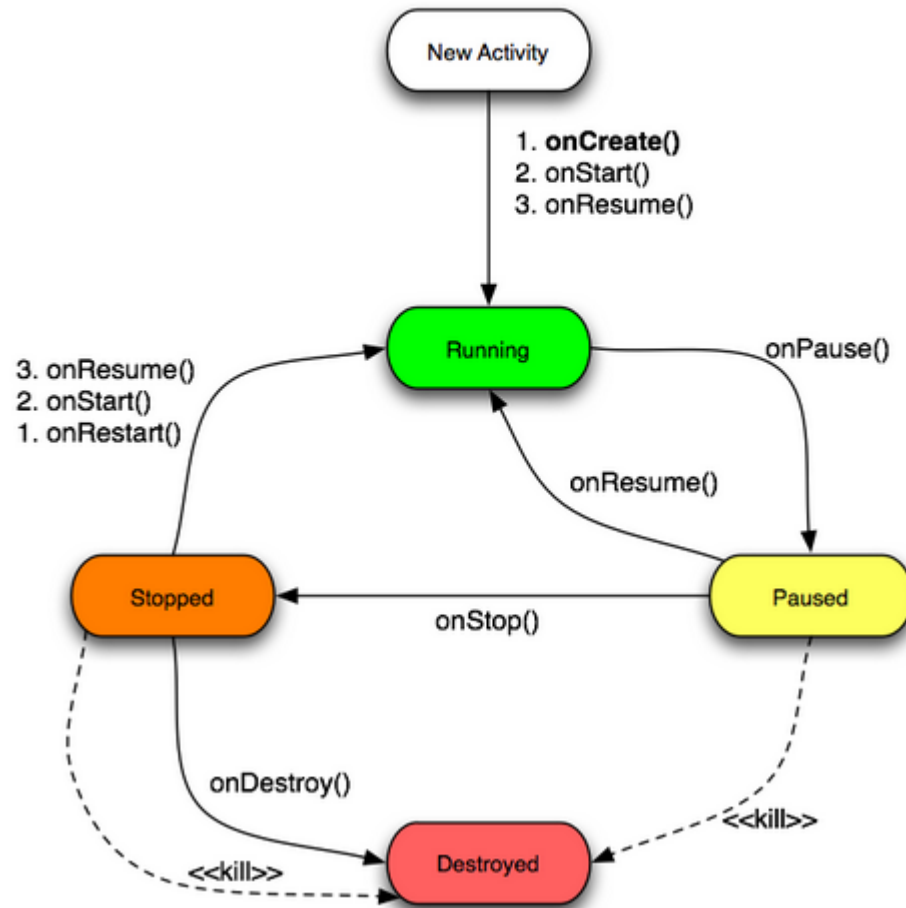 New Activity
1. onCreate()
2. onStart()
3. onResume()
Running
onPause()
3. onResume()
2. onStart()
1. onRestart()
onResume()
Stopped
Paused
onStop()
onDestroy()
<<kill>>
<<kill>>
Destroyed